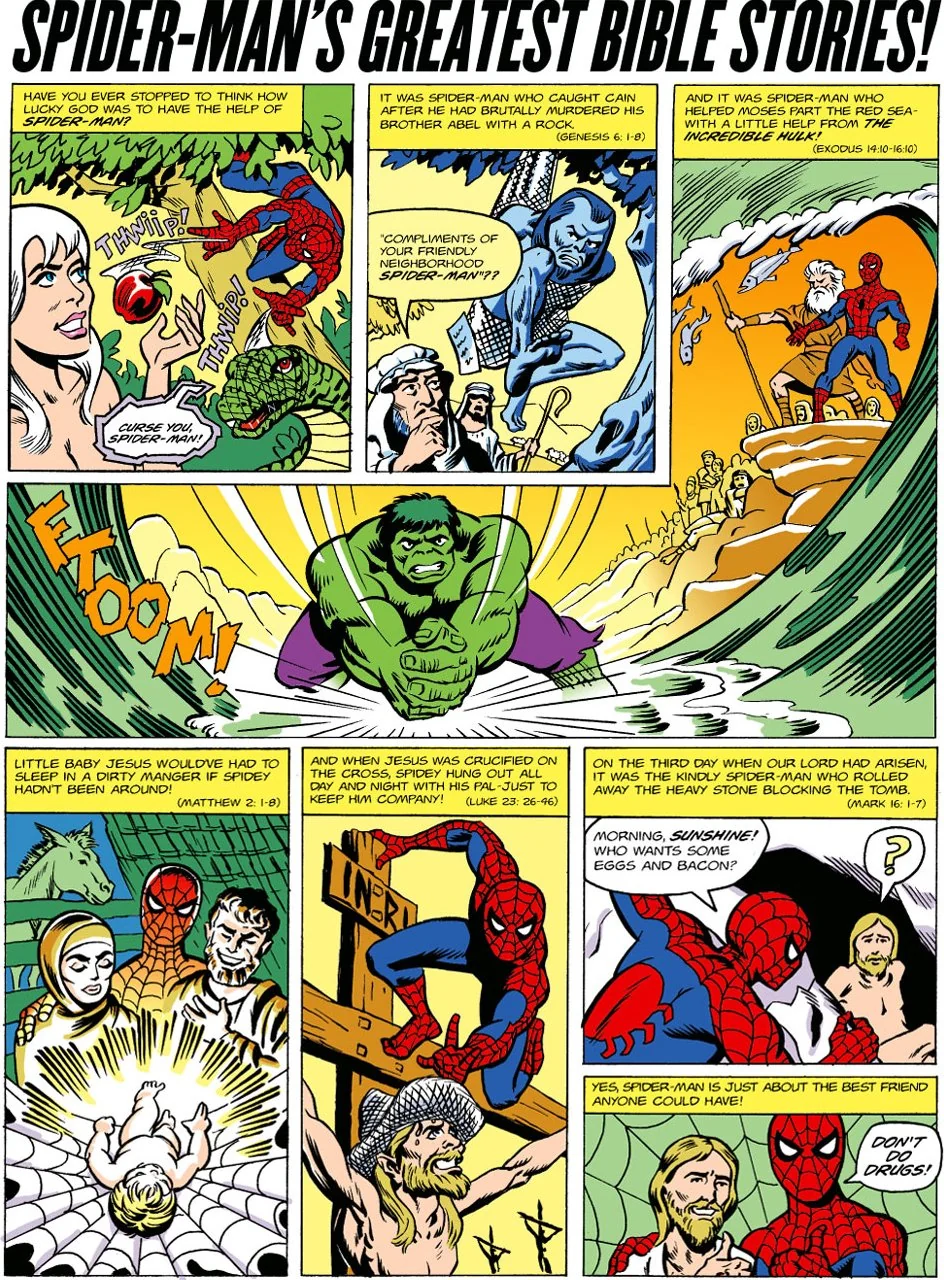 SPIDER-MAN'S GREATEST BIBLE STORIES!
HAVE YOU EVER STOPPED TO THINK HOW
LUCKY GOD WAS TO HAVE THE HELP OF
SPIDER-MAN?
THWIIP!
THWIIP!
CURSE YOU,
SPIDER-MAN!
IT WAS SPIDER-MAN WHO CAUGHT CAIN
AFTER HE HAD BRUTALLY MURDERED HIS
BROTHER ABEL WITH A ROCK.
(GENESIS 6: 1-8)
"COMPLIMENTS OF
YOUR FRIENDLY
NEIGHBORHOOD
SPIDER-MAN"??
AND IT WAS SPIDER-MAN WHO
HELPED MOSES PART THE RED SEA-
WITH A LITTLE HELP FROM THE
INCREDIBLE HULK!
(EXODUS 14:10-16:10)
FTOOM!
LITTLE BABY JESUS WOULD'VE HAD TO
SLEEP IN A DIRTY MANGER IF SPIDEY
HADN'T BEEN AROUND!
(MATTHEW 2: 1-8)
AND WHEN JESUS WAS CRUCIFIED ON
THE CROSS, SPIDEY HUNG OUT ALL
DAY AND NIGHT WITH HIS PAL-JUST TO
KEEP HIM COMPANY! (LUKE 23: 26-46)
INRI
ON THE THIRD DAY WHEN OUR LORD HAD ARISEN,
IT WAS THE KINDLY SPIDER-MAN WHO ROLLED
AWAY THE HEAVY STONE BLOCKING THE TOMB.
(MARK 16: 1-7)
MORNING, SUNSHINE!
WHO WANTS SOME
EGGS AND BACON?
?
YES, SPIDER-MAN IS JUST ABOUT THE BEST FRIEND
ANYONE COULD HAVE!
DON'T
DO
DRUGS!